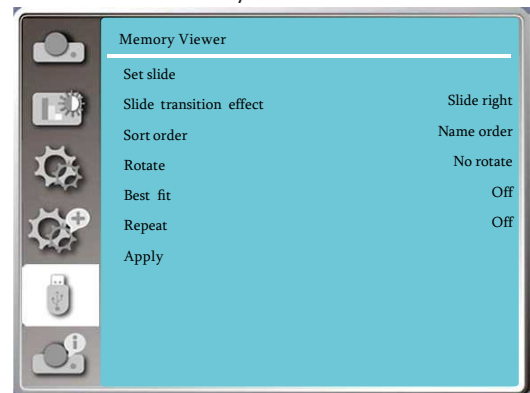 Memory Viewer
Set slide
Slide transition effect Slide right
Sort order Name order
Rotate No rotate
Best fit Off
Repeat Off
Apply